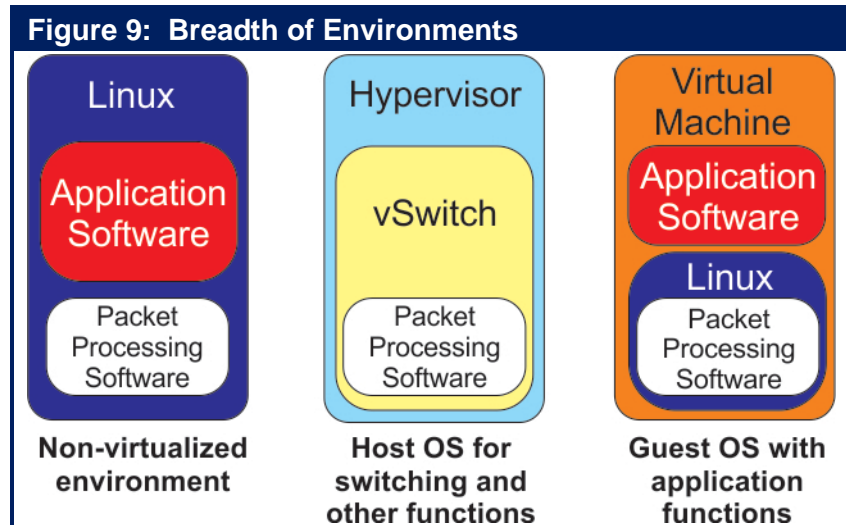 Figure 9: Breadth of Environments
Linux
Application
Software
Packet
Processing
Software
Non-virtualized
environment
Hypervisor
vSwitch
Packet
Processing
Software
Host OS for
switching and
other functions
Virtual
Machine
Application
Software
Linux
Packet
Processing
Software
Guest OS with
application
functions